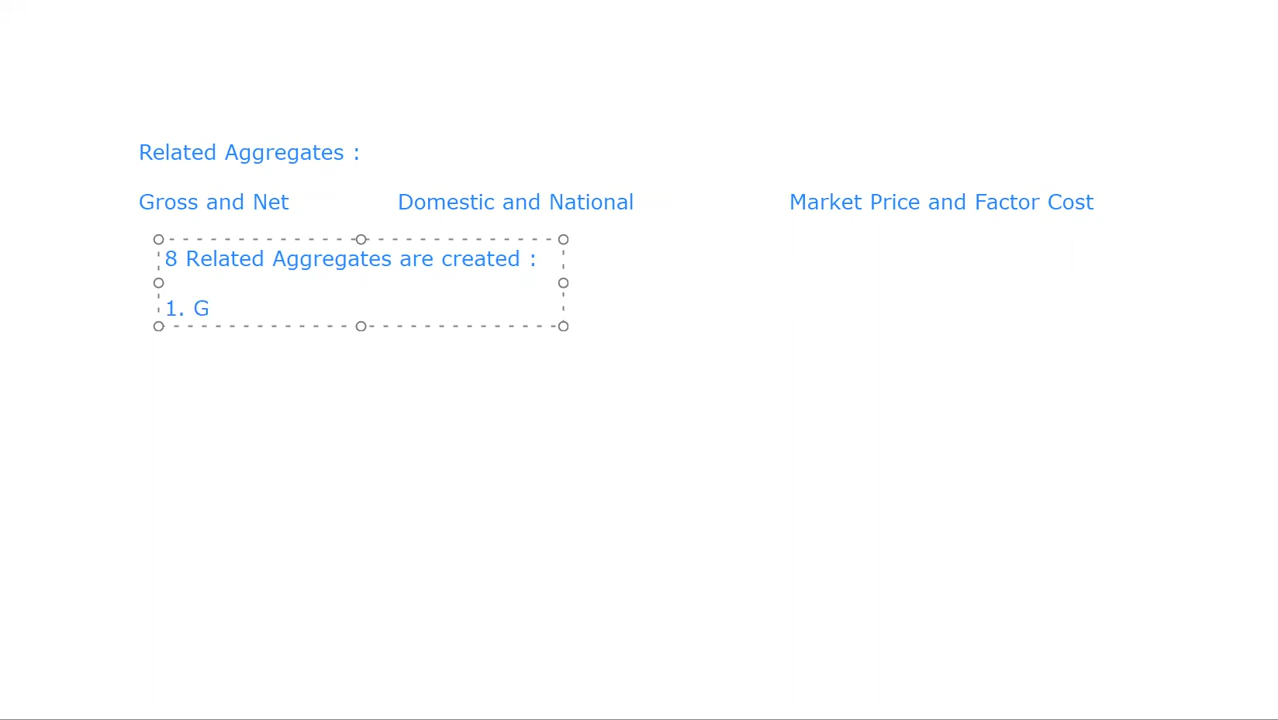 Related Aggregates :
Gross and Net Domestic and National Market Price and Factor Cost
8 Related Aggregates are created :
1. G